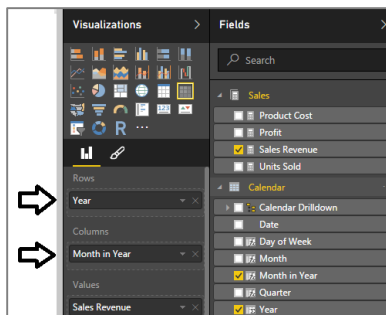 Visualizations
Fields
Search
R
123
Sales
Product Cost
Profit
Sales Revenue
Units Sold
Calendar
Calendar Drilldown
Date
Day of Week
Month
Month in Year
Quarter
Year
Rows
Year
Columns
Month in Year
Values
Sales Revenue